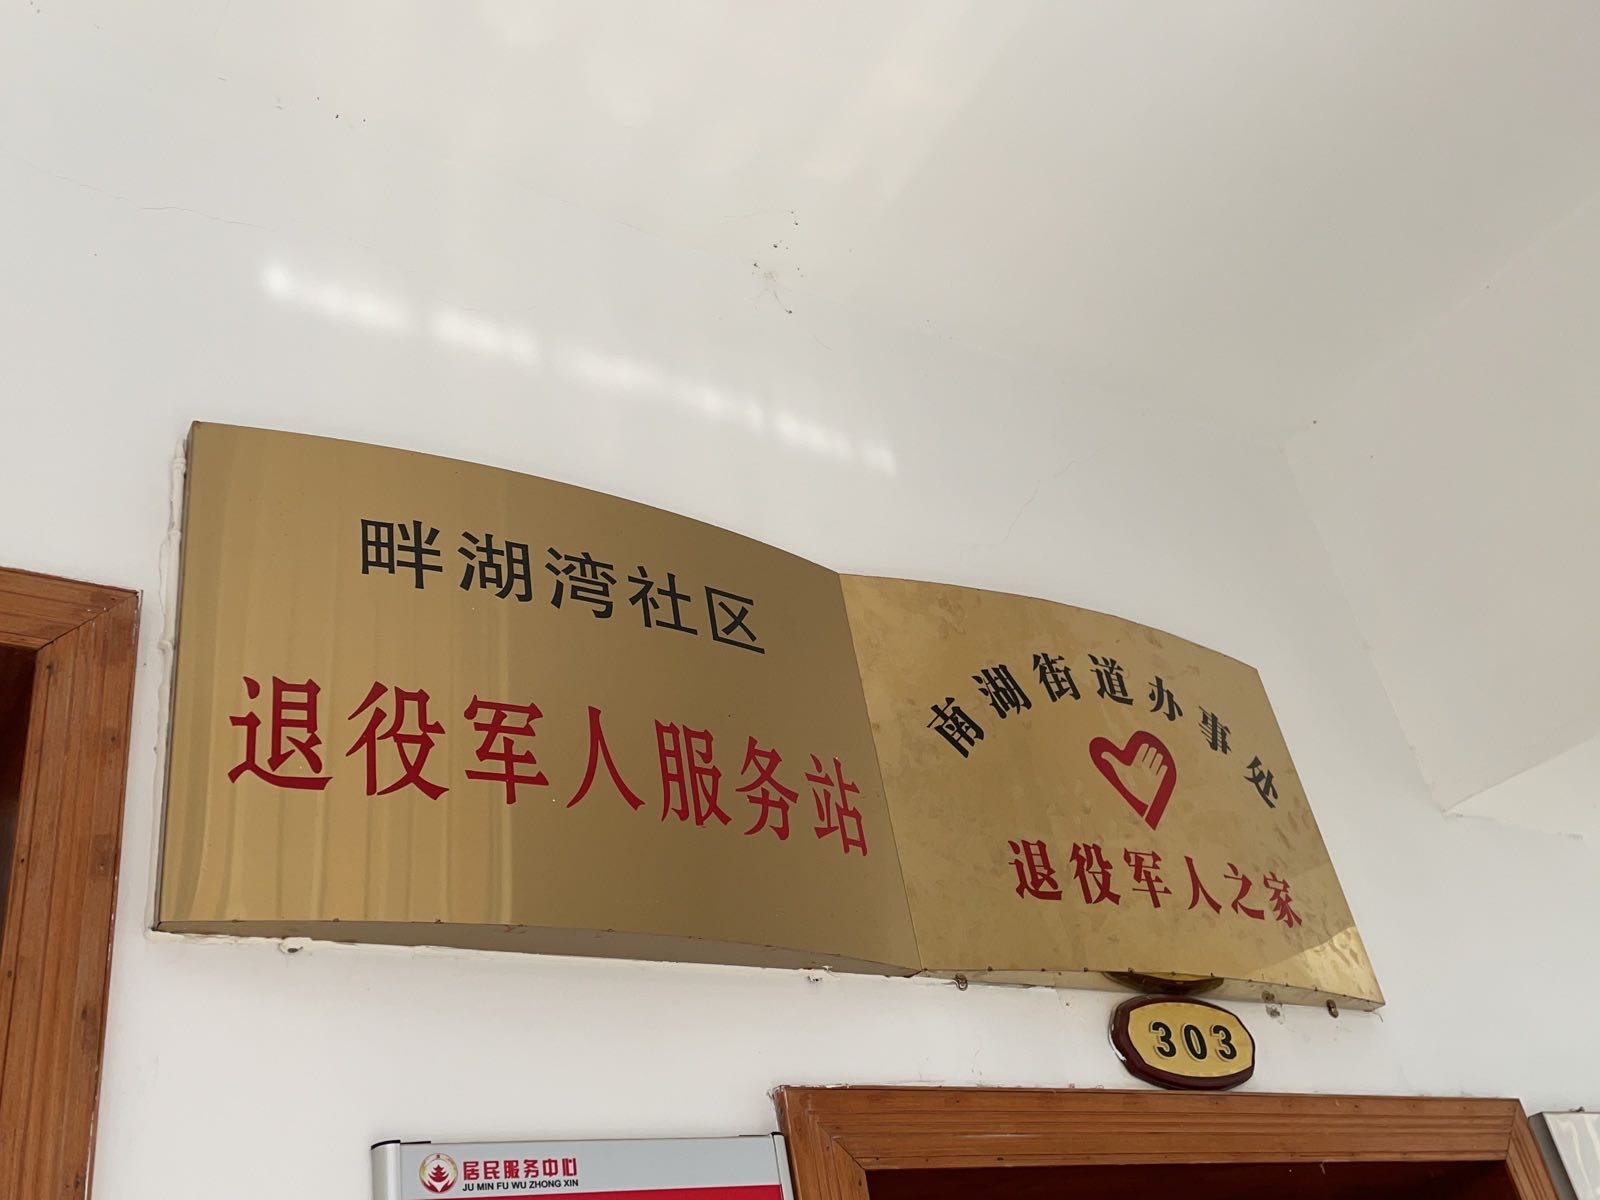 畔湖湾社区
退役军人服务站
南湖街道办事处
退役军人之家
303
居民服务中心
JU MIN FU WU ZHONG XIN